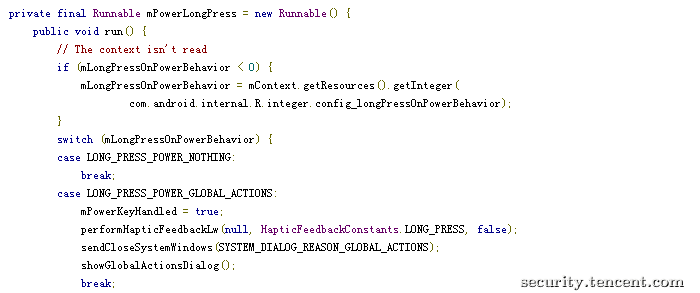 private final Runnable mPowerLongPress = new Runnable() {
    public void run() {
        // The context isn't read
        if (mLongPressOnPowerBehavior < 0) {
            mLongPressOnPowerBehavior = mContext.getResources().getInteger(
                    com.android.internal.R.integer.config_longPressOnPowerBehavior);
        }
        switch (mLongPressOnPowerBehavior) {
        case LONG_PRESS_POWER_NOTHING:
            break;
        case LONG_PRESS_POWER_GLOBAL_ACTIONS:
            mPowerKeyHandled = true;
            performHapticFeedbackLw(null, HapticFeedbackConstants.LONG_PRESS, false);
            sendCloseSystemWindows(SYSTEM_DIALOG_REASON_GLOBAL_ACTIONS);
            showGlobalActionsDialog();
            break;
security.tencent.com